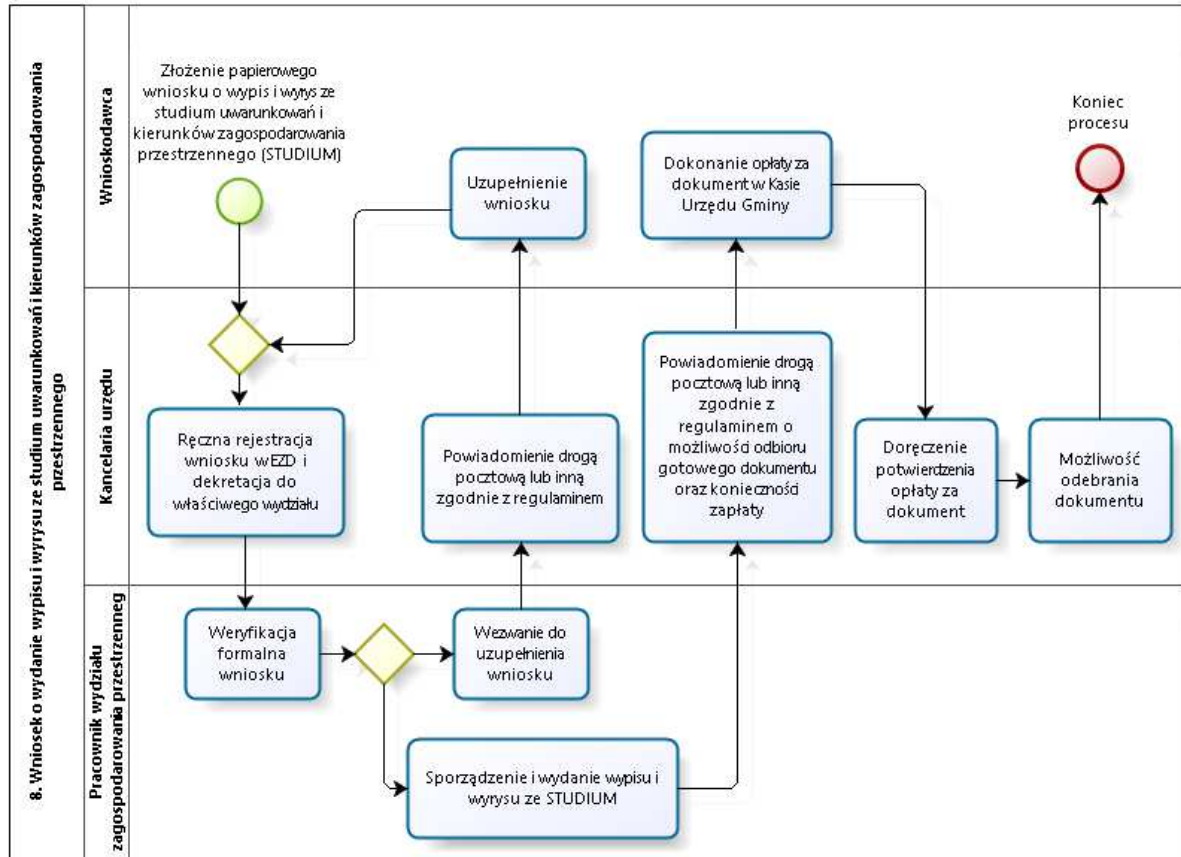 8. Wniosek o wydanie wypisu i wyrysu ze studium uwarunkowań i kierunków zagospodarowania
przestrzennego
Wnioskodawca
Złożenie papierowego
wniosku o wypis i wyrys ze
studium uwarunkowań i
kierunków zagospodarowania
przestrzennego (STUDIUM)
Uzupełnienie
wniosku
Dokonanie opłaty za
dokument w Kasie
Urzędu Gminy
Koniec
procesu
Kancelaria urzędu
Ręczna rejestracja
wniosku w EZD i
dekretacja do
właściwego wydziału
Powiadomienie drogą
pocztową lub inną
zgodnie z regulaminem
Powiadomienie drogą
pocztową lub inną
zgodnie z
regulaminem o
możliwości odbioru
gotowego dokumentu
oraz konieczności
zapłaty
Doręczenie
potwierdzenia
opłaty za
dokument
Możliwość
odebrania
dokumentu
Pracownik wydziału
zagospodarowania przestrzenneg
Weryfikacja
formalna
wniosku
Wezwanie do
uzupełnienia
wniosku
Sporządzenie i wydanie wypisu i
wyrysu ze STUDIUM